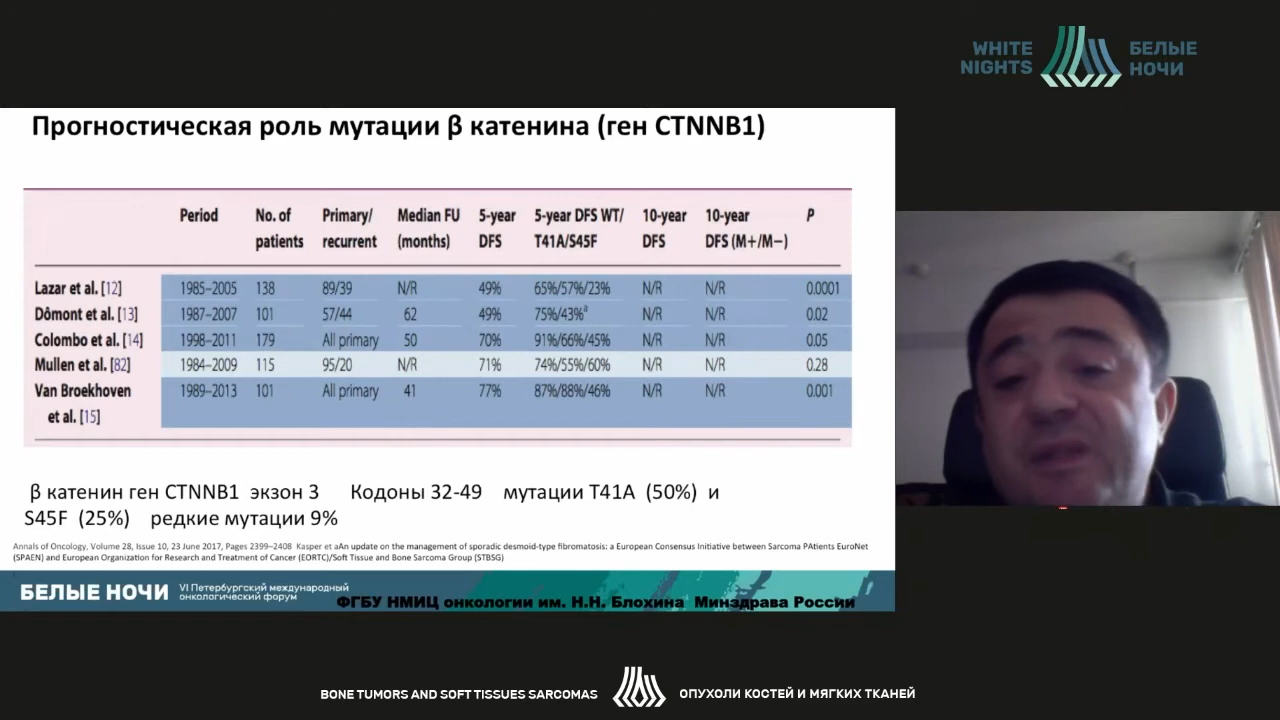 WHITE NIGHTS
БЕЛЫЕ НОЧИ
Прогностическая роль мутации β катенина (ген CTNNB1)
Period No. of patients Primary/ recurrent Median FU (months) 5-year DFS 5-year DFS WT/ T41A/S45F 10-year DFS 10-year DFS (M+/M−) P
Lazar et al. [12] 1985–2005 138 89/39 N/R 49% 65%/57%/23% N/R N/R 0.0001
Dômont et al. [13] 1987–2007 101 57/44 62 49% 75%/43%a N/R N/R 0.02
Colombo et al. [14] 1998–2011 179 All primary 50 70% 91%/66%/45% N/R N/R 0.05
Mullen et al. [82] 1984–2009 115 95/20 N/R 71% 74%/55%/60% N/R N/R 0.28
Van Broekhoven et al. [15] 1989–2013 101 All primary 41 77% 87%/88%/46% N/R N/R 0.001
β катенин ген CTNNB1 экзон 3 Кодоны 32-49 мутации T41A (50%) и
S45F (25%) редкие мутации 9%
Annals of Oncology, Volume 28, Issue 10, 23 June 2017, Pages 2399–2408 Kasper et aAn update on the management of sporadic desmoid-type fibromatosis: a European Consensus Initiative between Sarcoma PAtients EuroNet
(SPAEN) and European Organization for Research and Treatment of Cancer (EORTC)/Soft Tissue and Bone Sarcoma Group (STBSG)
БЕЛЫЕ НОЧИ
VI Петербургский международный
онкологический форум
ФГБУ НМИЦ онкологии им. Н.Н. Блохина Минздрава России
BONE TUMORS AND SOFT TISSUES SARCOMAS
ОПУХОЛИ КОСТЕЙ И МЯГКИХ ТКАНЕЙ